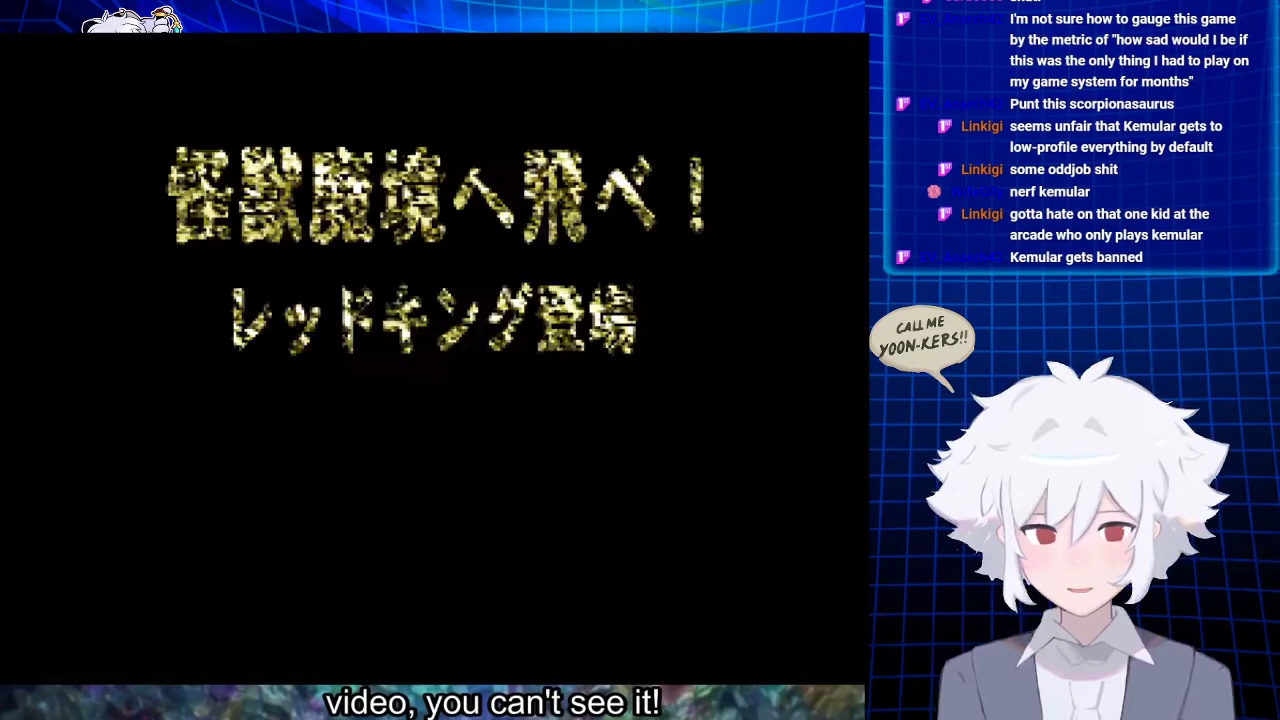 怪獣魔境へ飛べ！
レッドキング登場
video, you can't see it!
I'm not sure how to gauge this game
by the metric of "how sad would I be if
this was the only thing I had to play on
my game system for months"
Punt this scorpionasaurus
Linkigi seems unfair that Kemular gets to
low-profile everything by default
Linkigi some oddjob shit
nerf kemular
Linkigi gotta hate on that one kid at the
arcade who only plays kemular
Kemular gets banned
CALL ME
YOON-KERS!!